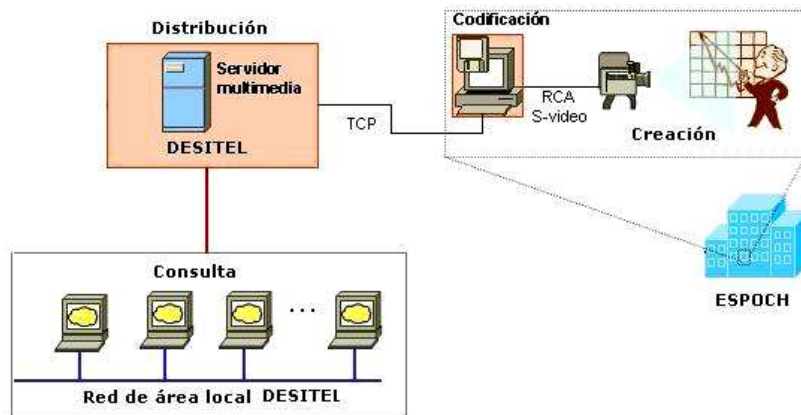 Distribución
Servidor
multimedia
DESITEL
TCP
Codificación
RCA
S-video
Creación
ESPOCH
Consulta
...
Red de área local DESITEL